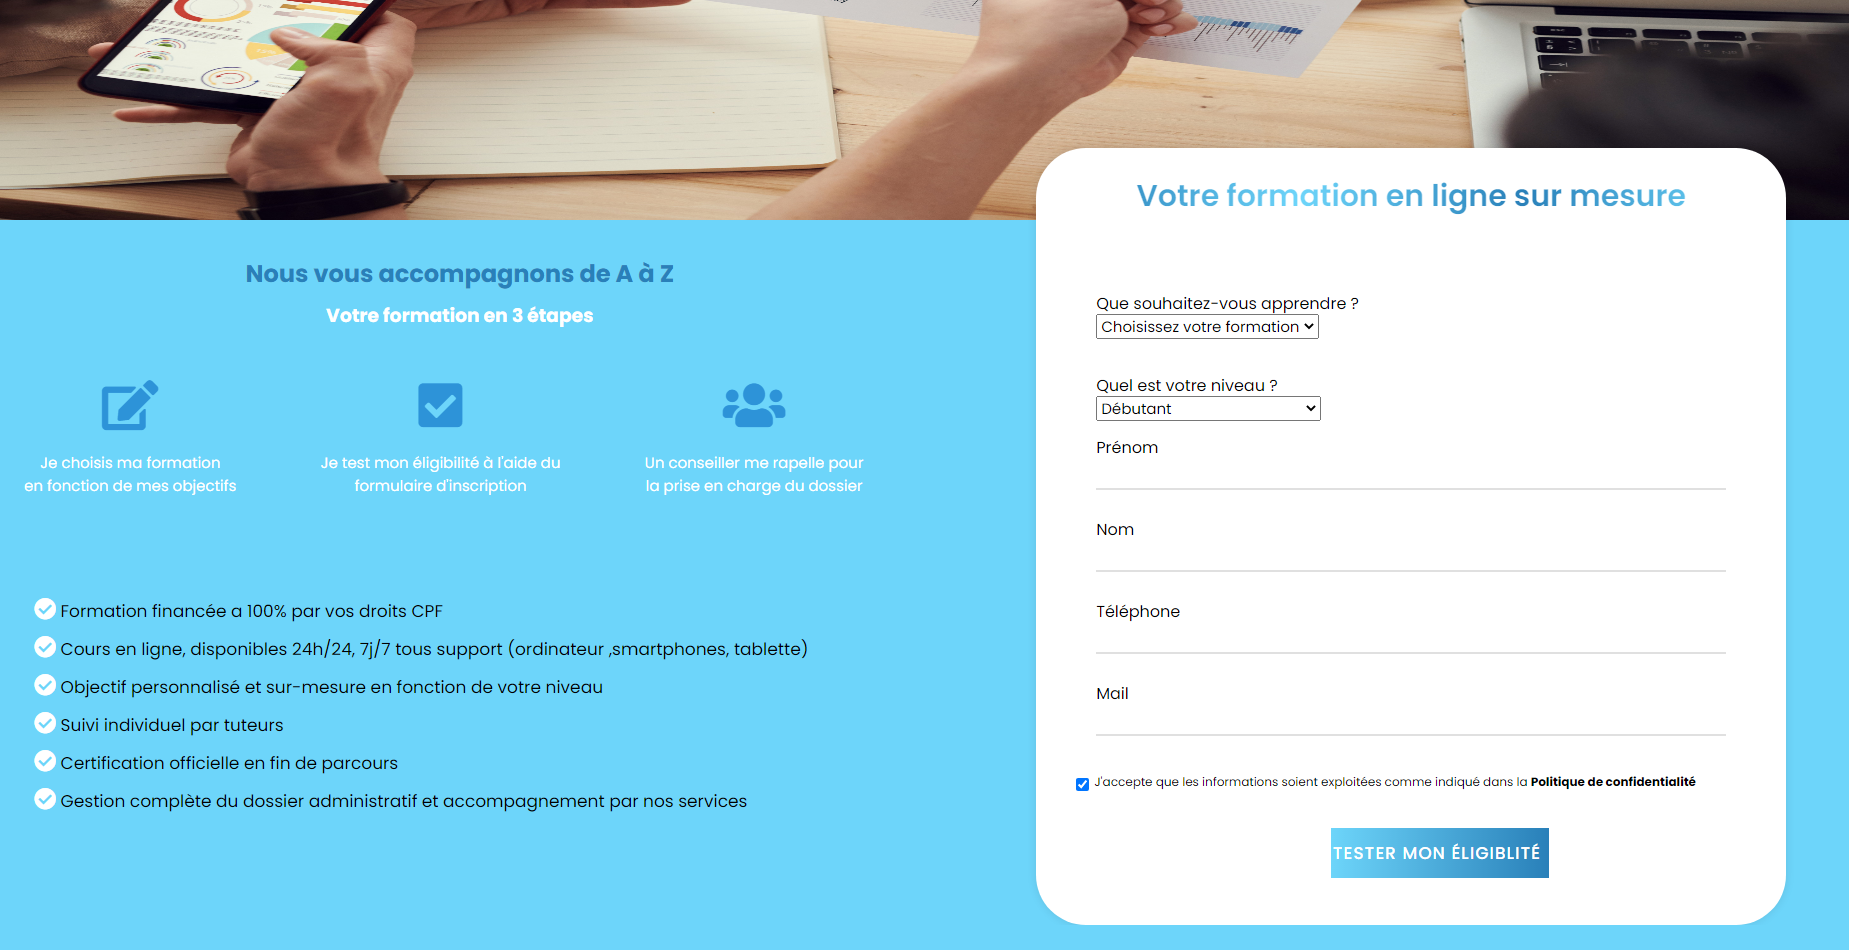 Nous vous accompagnons de A à Z
Votre formation en 3 étapes
Je choisis ma formation
en fonction de mes objectifs
Je test mon éligibilité à l'aide du
formulaire d'inscription
Un conseiller me rapelle pour
la prise en charge du dossier
Formation financée a 100% par vos droits CPF
Cours en ligne, disponibles 24h/24, 7j/7 tous support (ordinateur ,smartphones, tablette)
Objectif personnalisé et sur-mesure en fonction de votre niveau
Suivi individuel par tuteurs
Certification officielle en fin de parcours
Gestion complète du dossier administratif et accompagnement par nos services
Votre formation en ligne sur mesure
Que souhaitez-vous apprendre ?
Choisissez votre formation
Quel est votre niveau ?
Débutant
Prénom
Nom
Téléphone
Mail
J'accepte que les informations soient exploitées comme indiqué dans la Politique de confidentialité
TESTER MON ÉLIGIBLITÉ